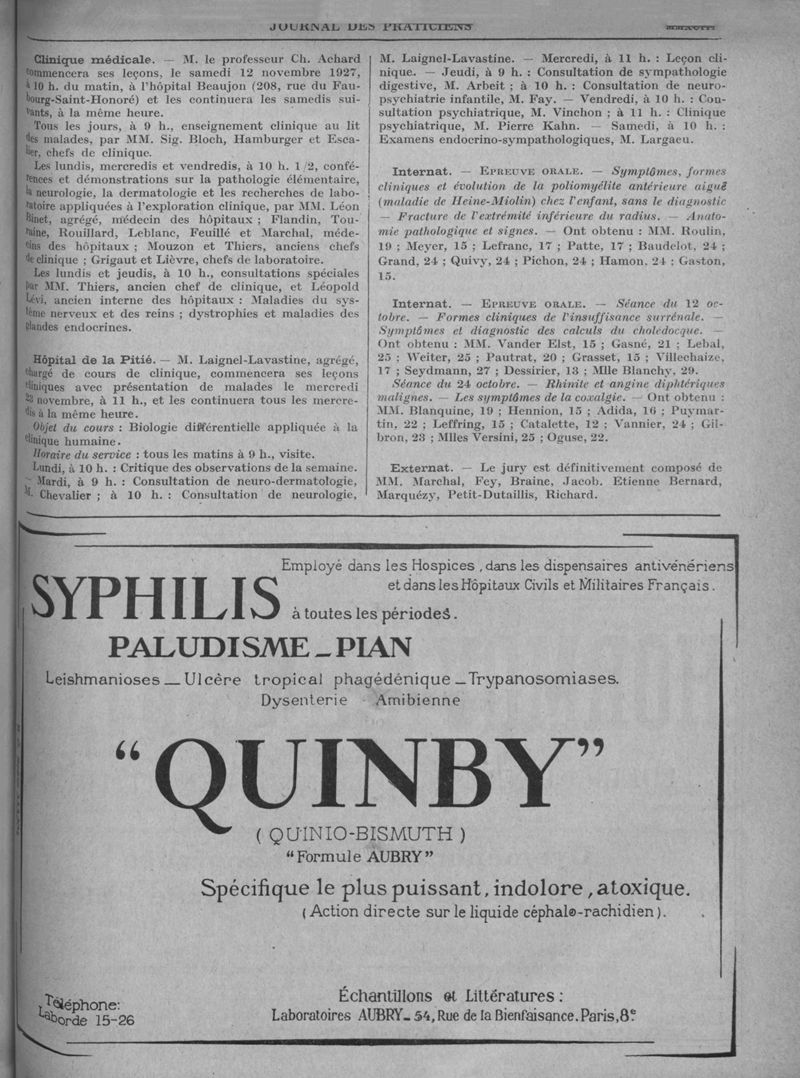 JOURNAL DES PRATICIENS
Clinique médicale. — M. le professeur Ch. Achard
commencera ses leçons, le samedi 12 novembre 1927,
à 10 h. du matin, à l'hôpital Beaujon (208, rue du Fau-
bourg-Saint-Honoré) et les continuera les samedis sui-
vants, à la même heure.
Tous les jours, à 9 h., enseignement clinique au lit
des malades, par MM. Sig. Bloch, Hamburger et Esca-
lier, chefs de clinique.
Les lundis, mercredis et vendredis, à 10 h. 1/2, confé-
rences et démonstrations sur la pathologie élémentaire,
la neurologie, la dermatologie et les recherches de labo-
ratoire appliquées à l'exploration clinique, par MM. Léon
Binet, agrégé, médecin des hôpitaux ; Flandin, Tou-
raine, Rouillard, Leblanc, Feuillé et Marchal, méde-
cins des hôpitaux ; Mouzon et Thiers, anciens chefs
de clinique ; Grigaut et Lièvre, chefs de laboratoire.
Les lundis et jeudis, à 10 h., consultations spéciales
par MM. Thiers, ancien chef de clinique, et Léopold
Lévi, ancien interne des hôpitaux : Maladies du sys-
tème nerveux et des reins ; dystrophies et maladies des
glandes endocrines.
Hôpital de la Pitié. — M. Laignel-Lavastine, agrégé,
chargé de cours de clinique, commencera ses leçons
cliniques avec présentation de malades le mercredi
23 novembre, à 11 h., et les continuera tous les mercre-
dis à la même heure.
Objet du cours : Biologie différentielle appliquée à la
clinique humaine.
Horaire du service : tous les matins à 9 h., visite.
Lundi, à 10 h. : Critique des observations de la semaine.
— Mardi, à 9 h. : Consultation de neuro-dermatologie,
M. Chevalier ; à 10 h. : Consultation de neurologie,
M. Laignel-Lavastine. — Mercredi, à 11 h. : Leçon cli-
nique. — Jeudi, à 9 h. : Consultation de sympathologie
digestive, M. Arbeit ; à 10 h. : Consultation de neuro-
psychiatrie infantile, M. Fay. — Vendredi, à 10 h. : Con-
sultation psychiatrique, M. Vinchon ; à 11 h. : Clinique
psychiatrique, M. Pierre Kahn. — Samedi, à 10 h. :
Examens endocrino-sympathologiques, M. Largaeu.
Internat. — EPREUVE ORALE. — Symptômes, formes
cliniques et évolution de la poliomyélite antérieure aiguë
(maladie de Heine-Miolin) chez l'enfant, sans le diagnostic
— Fracture de l'extrémité inférieure du radius. — Anato-
mie pathologique et signes. — Ont obtenu : MM. Roulin,
19 ; Meyer, 15 ; Lefranc, 17 ; Patte, 17 ; Baudelot, 24 ;
Grand, 24 ; Quivy, 24 ; Pichon, 24 ; Hamon, 24 ; Gaston,
15.
Internat. — EPREUVE ORALE. — Séance du 12 oc-
tobre. — Formes cliniques de l'insuffisance surrénale. —
Symptômes et diagnostic des calculs du cholédocque. —
Ont obtenu : MM. Vander Elst, 15 ; Gasné, 21 ; Lebal,
25 ; Weiter, 25 ; Pautrat, 20 ; Grasset, 15 ; Villechaize,
17 ; Seydmann, 27 ; Dessirier, 13 ; Mlle Blanchy, 29.
Séance du 24 octobre. — Rhinite et angine diphtériques
malignes. — Les symptômes de la coxalgie. — Ont obtenu :
MM. Blanquine, 19 ; Hennion, 15 ; Adida, 16 ; Puymar-
tin, 22 ; Leffring, 15 ; Catalette, 12 ; Vannier, 24 ; Gil-
bron, 23 ; Mlles Versini, 25 ; Oguse, 22.
Externat. — Le jury est définitivement composé de
MM. Marchal, Fey, Braine, Jacob, Etienne Bernard,
Marquézy, Petit-Dutaillis, Richard.
Employé dans les Hospices, dans les dispensaires antivénériens
et dans les Hôpitaux Civils et Militaires Français.
SYPHILIS à toutes les périodes.
PALUDISME _ PIAN
Leishmanioses — Ulcère tropical phagédénique — Trypanosomiases.
Dysenterie Amibienne
"QUINBY"
(QUINIO-BISMUTH)
"Formule AUBRY"
Spécifique le plus puissant, indolore, atoxique.
(Action directe sur le liquide céphalo-rachidien).
Téléphone:
Laborde 15-26
Échantillons et Littératures :
Laboratoires AUBRY_ 54, Rue de la Bienfaisance. Paris, 8e